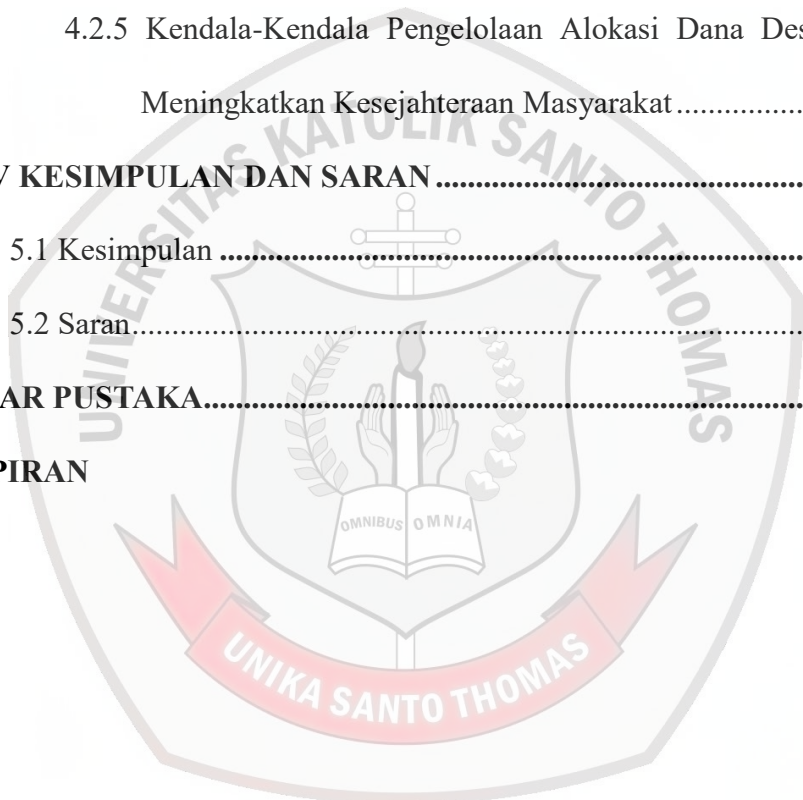 4.2.5 Kendala-Kendala Pengelolaan Alokasi Dana Des
Meningkatkan Kesejahteraan Masyarakat..................
V KESIMPULAN DAN SARAN..............................................
5.1 Kesimpulan........................................................................
5.2 Saran...................................................................................
AR PUSTAKA.........................................................................
PIRAN
UNIVERSITAS KATOLIK SANTO THOMAS
OMNIBUS OMNIA
UNIKA SANTO THOMAS